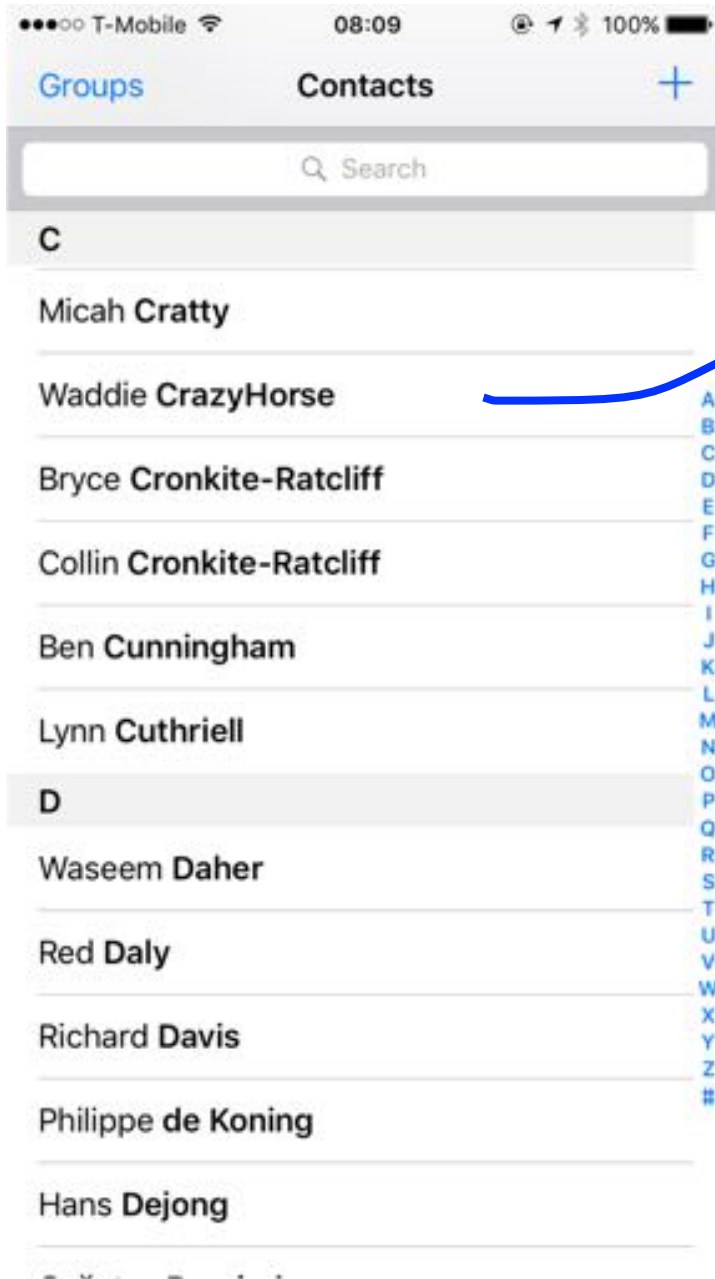 T-Mobile 08:09 100%
Groups Contacts +
Search
C
Micah Cratty
Waddie CrazyHorse
Bryce Cronkite-Ratcliff
Collin Cronkite-Ratcliff
Ben Cunningham
Lynn Cuthriell
D
Waseem Daher
Red Daly
Richard Davis
Philippe de Koning
Hans Dejong
A
B
C
D
E
F
G
H
I
J
K
L
M
N
O
P
Q
R
S
T
U
V
W
X
Y
Z
#